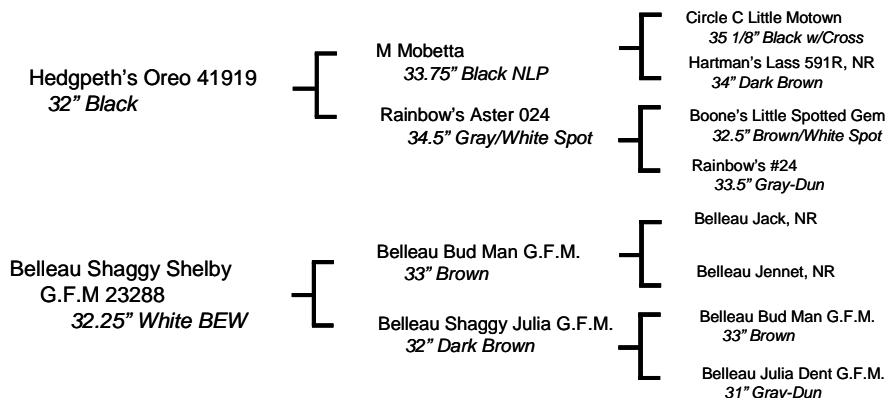 Hedgpeth's Oreo 41919
32" Black
M Mobetta
33.75" Black NLP
Rainbow's Aster 024
34.5" Gray/White Spot
Circle C Little Motown
35 1/8" Black w/Cross
Hartman's Lass 591R, NR
34" Dark Brown
Boone's Little Spotted Gem
32.5" Brown/White Spot
Rainbow's #24
33.5" Gray-Dun
Belleau Shaggy Shelby
G.F.M 23288
32.25" White BEW
Belleau Bud Man G.F.M.
33" Brown
Belleau Shaggy Julia G.F.M.
32" Dark Brown
Belleau Jack, NR
Belleau Jennet, NR
Belleau Bud Man G.F.M.
33" Brown
Belleau Julia Dent G.F.M.
31" Gray-Dun